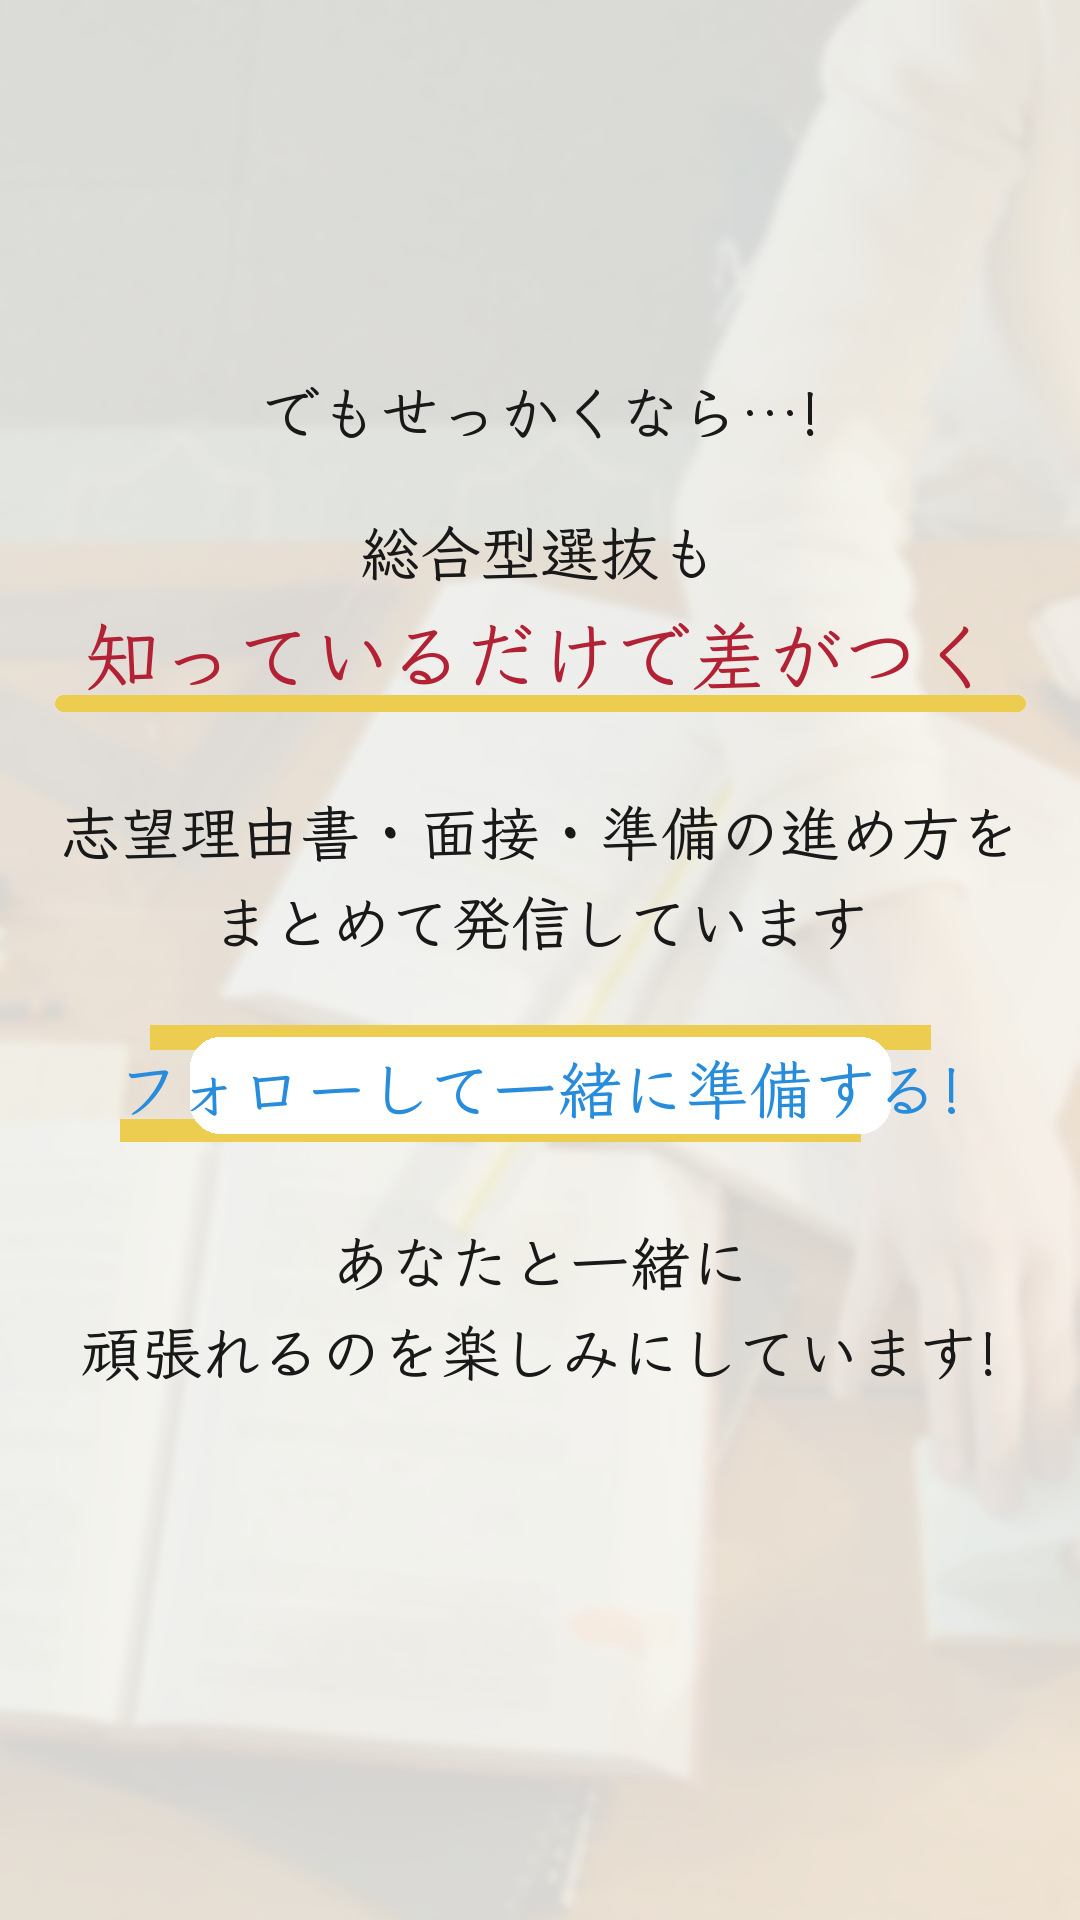 でもせっかくなら…!
総合型選抜も
知っているだけで差がつく
志望理由書・面接・準備の進め方を
まとめて発信しています
フォローして一緒に準備する!
あなたと一緒に
頑張れるのを楽しみにしています!